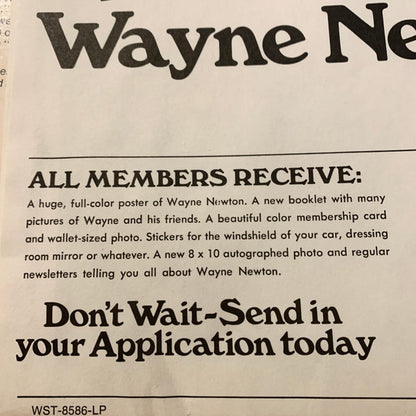 Wayne Ne
ALL MEMBERS RECEIVE:
A huge, full-color poster of Wayne Newton. A new booklet with many
pictures of Wayne and his friends. A beautiful color membership card
and wallet-sized photo. Stickers for the windshield of your car, dressing
room mirror or whatever. A new 8 x 10 autographed photo and regular
newsletters telling you all about Wayne Newton.
Don't Wait-Send in
your Application today
WST-8586-LP